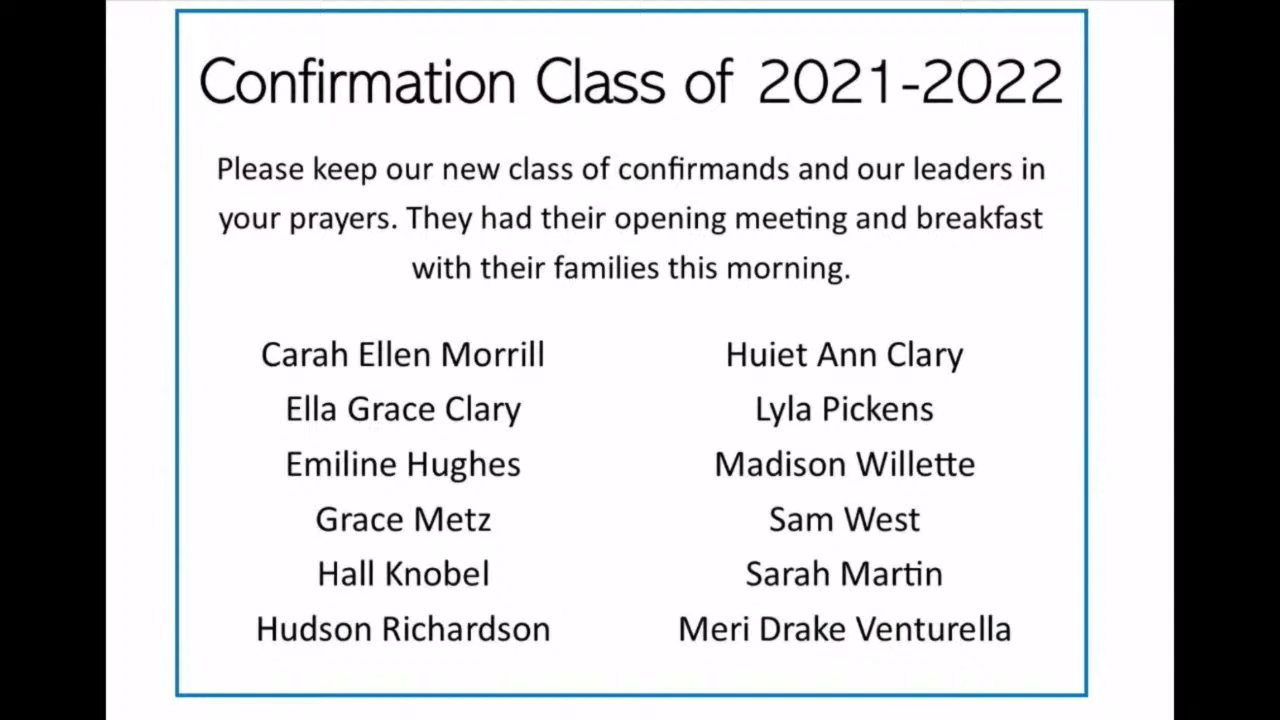 Confirmation Class of 2021-2022
Please keep our new class of confirmands and our leaders in
your prayers. They had their opening meeting and breakfast
with their families this morning.
Carah Ellen Morrill
Ella Grace Clary
Emiline Hughes
Grace Metz
Hall Knobel
Hudson Richardson
Huiet Ann Clary
Lyla Pickens
Madison Willette
Sam West
Sarah Martin
Meri Drake Venturella